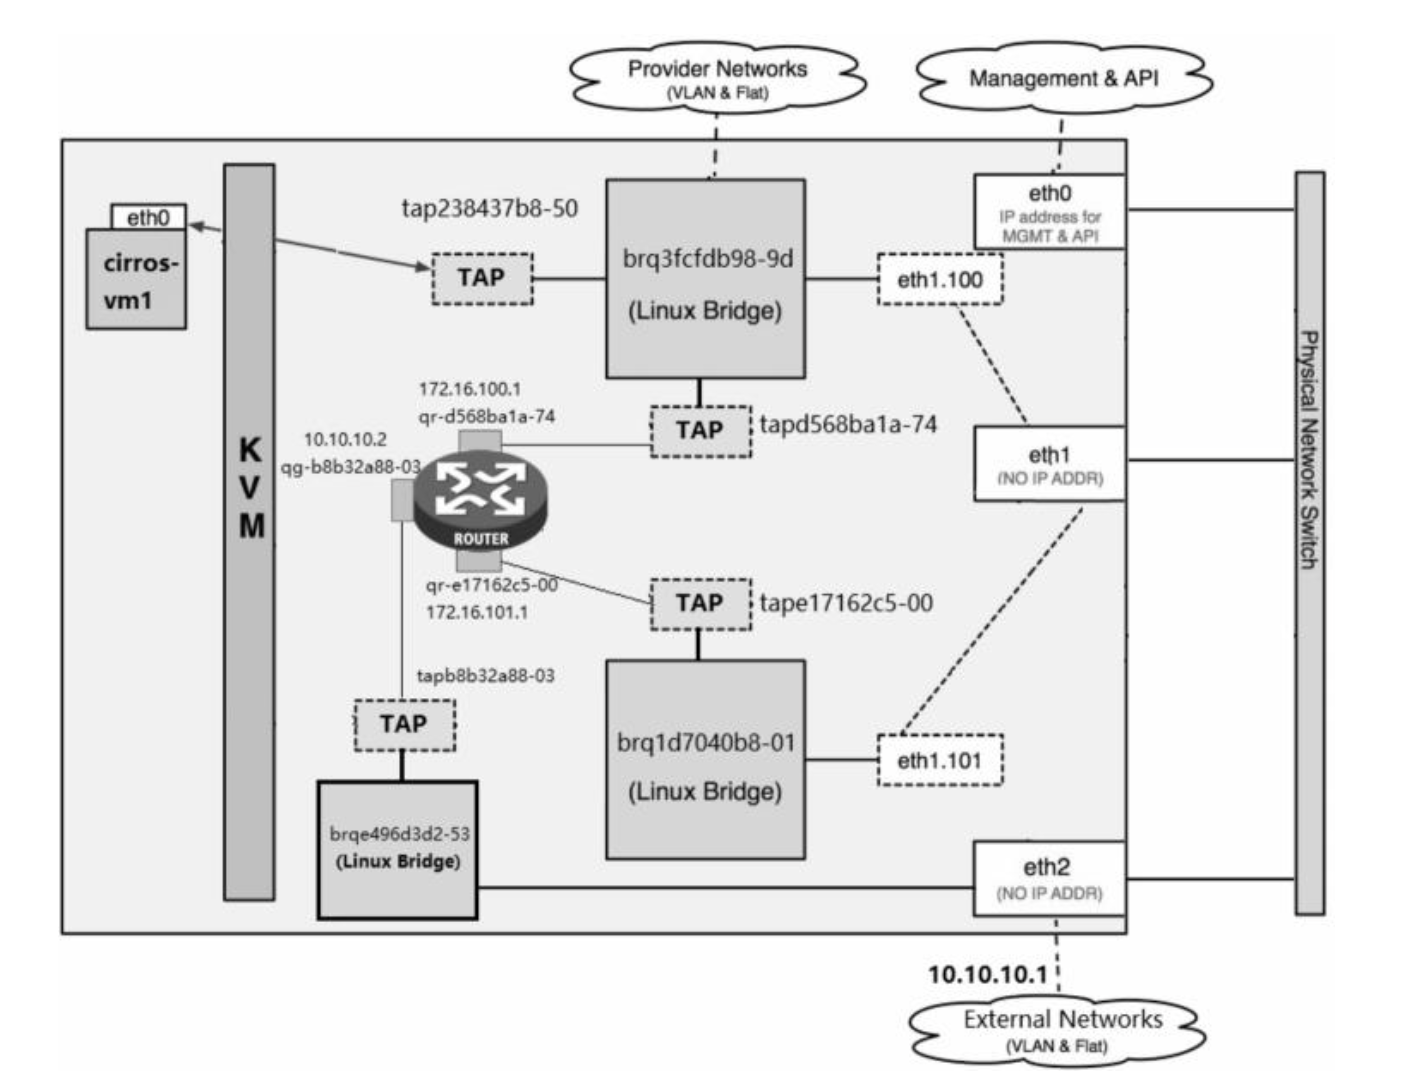 Provider Networks
(VLAN & Flat)
Management & API
eth0
cirros-
vm1
KVM
tap238437b8-50
TAP
brq3fcfdb98-9d
(Linux Bridge)
eth1.100
eth0
IP address for
MGMT & API
172.16.100.1
qr-d568ba1a-74
10.10.10.2
qg-b8b32a88-03
TAP
tapd568ba1a-74
eth1
(NO IP ADDR)
Physical Network Switch
ROUTER
qr-e17162c5-00
172.16.101.1
TAP
tape17162c5-00
tapb8b32a88-03
TAP
brq1d7040b8-01
(Linux Bridge)
eth1.101
brqe496d3d2-53
(Linux Bridge)
eth2
(NO IP ADDR)
10.10.10.1
External Networks
(VLAN & Flat)